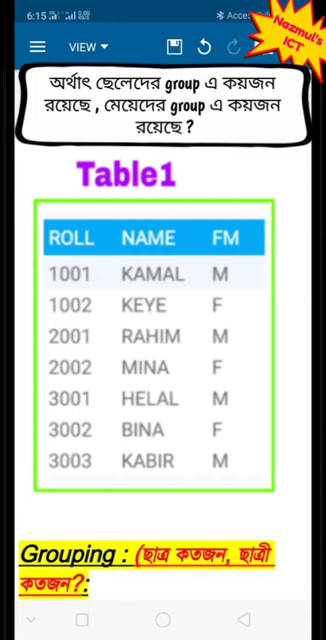 6:15
Acce
Nazmul's
ICT
VIEW
অর্থাৎ ছেলেদের group এ কয়জন
রয়েছে , মেয়েদের group এ কয়জন
রয়েছে ?
Table1
ROLL NAME FM
1001 KAMAL M
1002 KEYE F
2001 RAHIM M
2002 MINA F
3001 HELAL M
3002 BINA F
3003 KABIR M
Grouping : (ছাত্র কতজন, ছাত্রী
কতজন?: